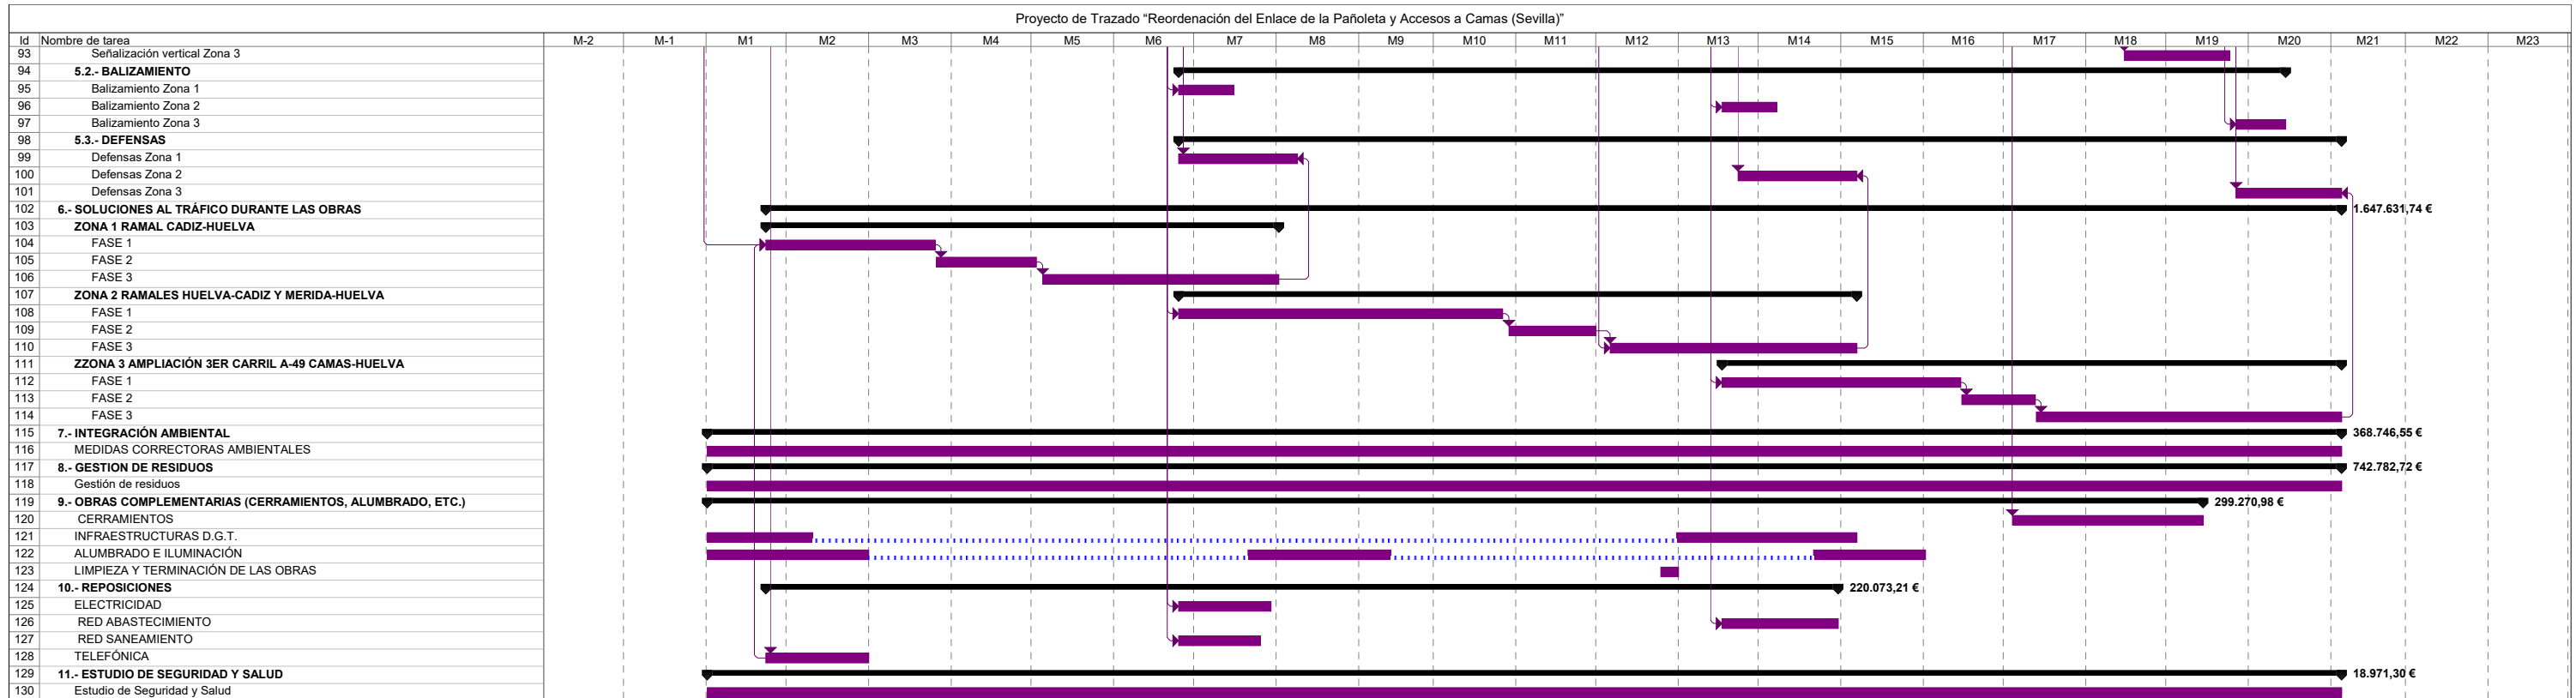 Proyecto de Trazado “Reordenación del Enlace de la Pañoleta y Accesos a Camas (Sevilla)”
Id Nombre de tarea M-2 M-1 M1 M2 M3 M4 M5 M6 M7 M8 M9 M10 M11 M12 M13 M14 M15 M16 M17 M18 M19 M20 M21 M22 M23
93 Señalización vertical Zona 3
94 5.2.- BALIZAMIENTO
95 Balizamiento Zona 1
96 Balizamiento Zona 2
97 Balizamiento Zona 3
98 5.3.- DEFENSAS
99 Defensas Zona 1
100 Defensas Zona 2
101 Defensas Zona 3
102 6.- SOLUCIONES AL TRÁFICO DURANTE LAS OBRAS 1.647.631,74 €
103 ZONA 1 RAMAL CADIZ-HUELVA
104 FASE 1
105 FASE 2
106 FASE 3
107 ZONA 2 RAMALES HUELVA-CADIZ Y MERIDA-HUELVA
108 FASE 1
109 FASE 2
110 FASE 3
111 ZZONA 3 AMPLIACIÓN 3ER CARRIL A-49 CAMAS-HUELVA
112 FASE 1
113 FASE 2
114 FASE 3
115 7.- INTEGRACIÓN AMBIENTAL 368.746,55 €
116 MEDIDAS CORRECTORAS AMBIENTALES
117 8.- GESTION DE RESIDUOS 742.782,72 €
118 Gestión de residuos
119 9.- OBRAS COMPLEMENTARIAS (CERRAMIENTOS, ALUMBRADO, ETC.) 299.270,98 €
120 CERRAMIENTOS
121 INFRAESTRUCTURAS D.G.T.
122 ALUMBRADO E ILUMINACIÓN
123 LIMPIEZA Y TERMINACIÓN DE LAS OBRAS
124 10.- REPOSICIONES 220.073,21 €
125 ELECTRICIDAD
126 RED ABASTECIMIENTO
127 RED SANEAMIENTO
128 TELEFÓNICA
129 11.- ESTUDIO DE SEGURIDAD Y SALUD 18.971,30 €
130 Estudio de Seguridad y Salud